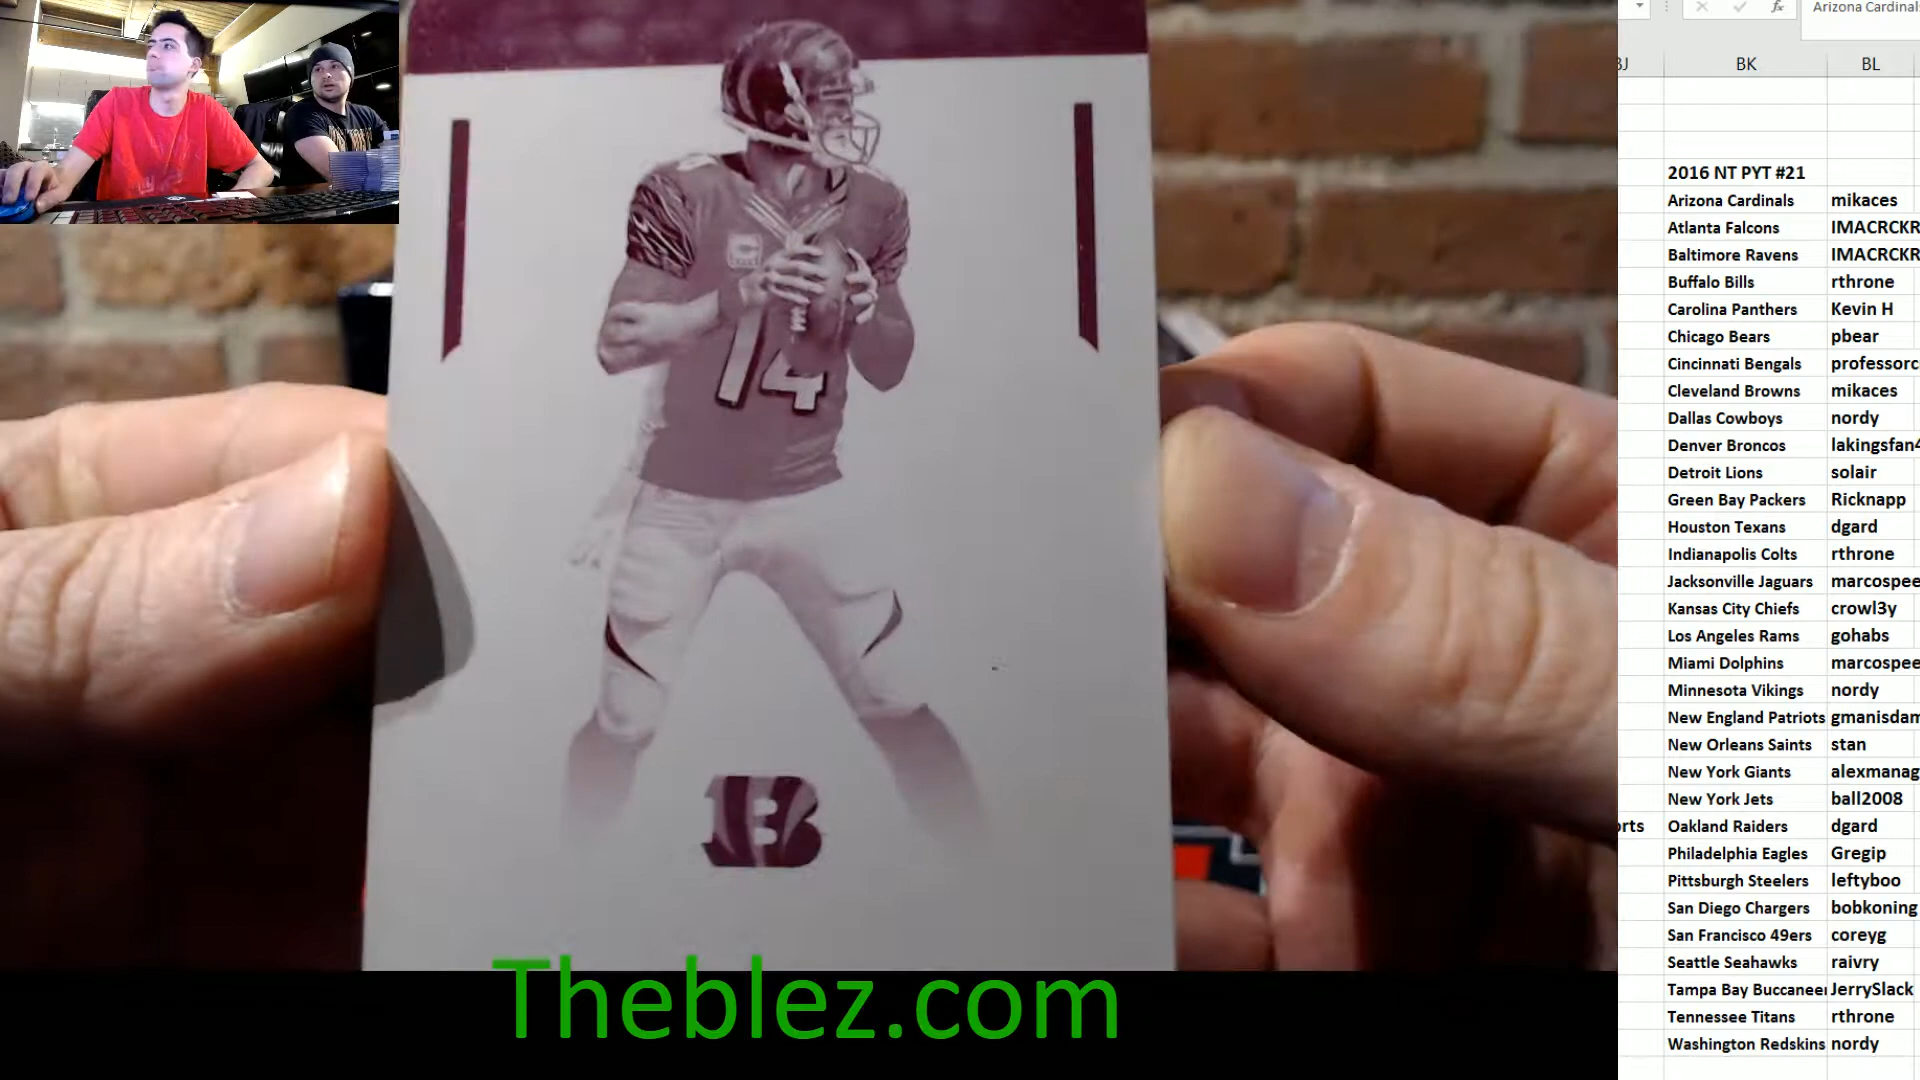 Arizona Cardinal
BJ BK BL
2016 NT PYT #21
Arizona Cardinals mikaces
Atlanta Falcons IMACRCKR
Baltimore Ravens IMACRCKR
Buffalo Bills rthrone
Carolina Panthers Kevin H
Chicago Bears pbear
Cincinnati Bengals professorc
Cleveland Browns mikaces
Dallas Cowboys nordy
Denver Broncos lakingsfan4
Detroit Lions solair
Green Bay Packers Ricknapp
Houston Texans dgard
Indianapolis Colts rthrone
Jacksonville Jaguars marcospee
Kansas City Chiefs crowl3y
Los Angeles Rams gohabs
Miami Dolphins marcospee
Minnesota Vikings nordy
New England Patriots gmanisdam
New Orleans Saints stan
New York Giants alexmanag
New York Jets ball2008
orts Oakland Raiders dgard
Philadelphia Eagles Gregip
Pittsburgh Steelers leftyboo
San Diego Chargers bobkoning
San Francisco 49ers coreyg
Seattle Seahawks raivry
Tampa Bay Buccaneer JerrySlack
Tennessee Titans rthrone
Washington Redskins nordy
14
B
Theblez.com